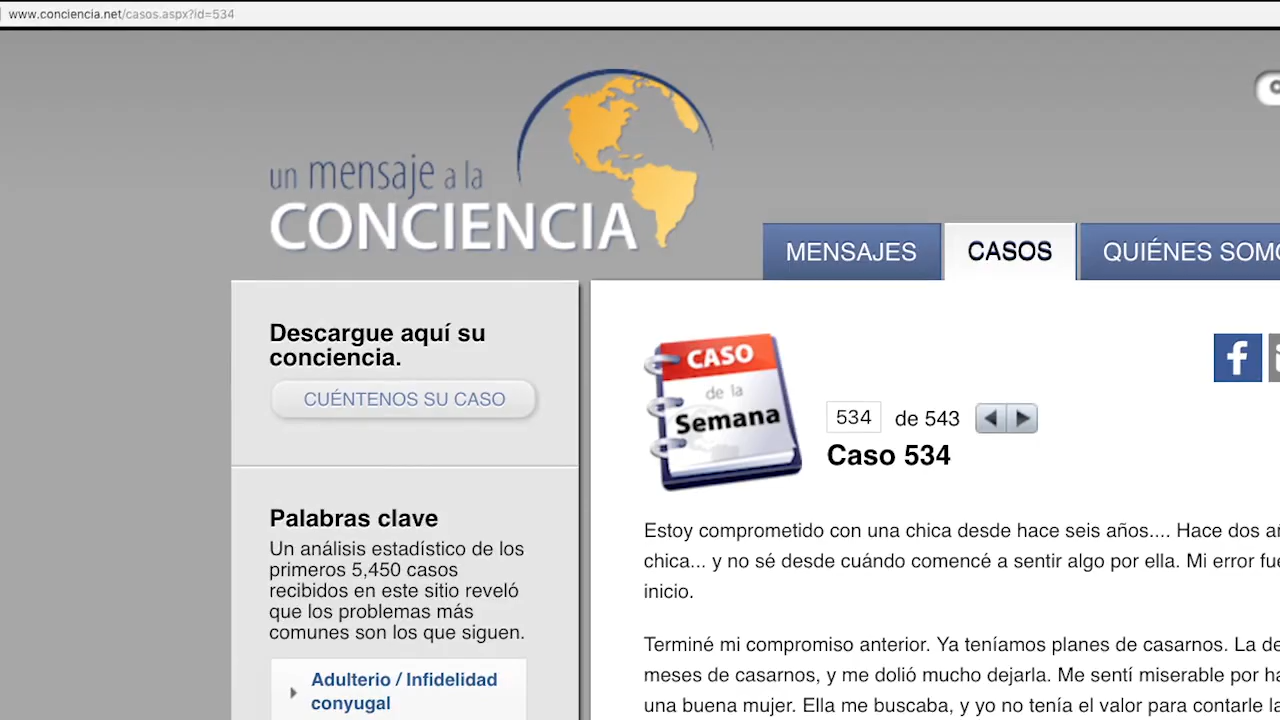 www.conciencia.net/casos.aspx?id=534
un mensaje a la
CONCIENCIA
MENSAJES
CASOS
QUIÉNES
Descargue aquí su
conciencia.
CUÉNTENOS SU CASO
Palabras clave
Un análisis estadístico de los
primeros 5,450 casos
recibidos en este sitio reveló
que los problemas más
comunes son los que siguen.
Adulterio / Infidelidad
conyugal
CASO
de la
Semana
534 de 543
Caso 534
Estoy comprometido con una chica desde hace seis años.... Hace dos
chica... y no sé desde cuándo comencé a sentir algo por ella. Mi error
inicio.
Terminé mi compromiso anterior. Ya teníamos planes de casarnos. La
meses de casarnos, y me dolió mucho dejarla. Me sentí miserable por
una buena mujer. Ella me buscaba, y yo no tenía el valor para contarle